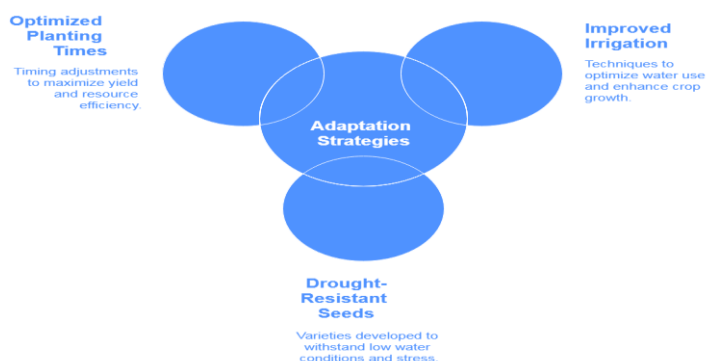 Optimized
Planting
Times
Timing adjustments
to maximize yield
and resource
efficiency.
Improved
Irrigation
Techniques to
optimize water use
and enhance crop
growth.
Adaptation
Strategies
Drought-
Resistant
Seeds
Varieties developed to
withstand low water
conditions and stress.